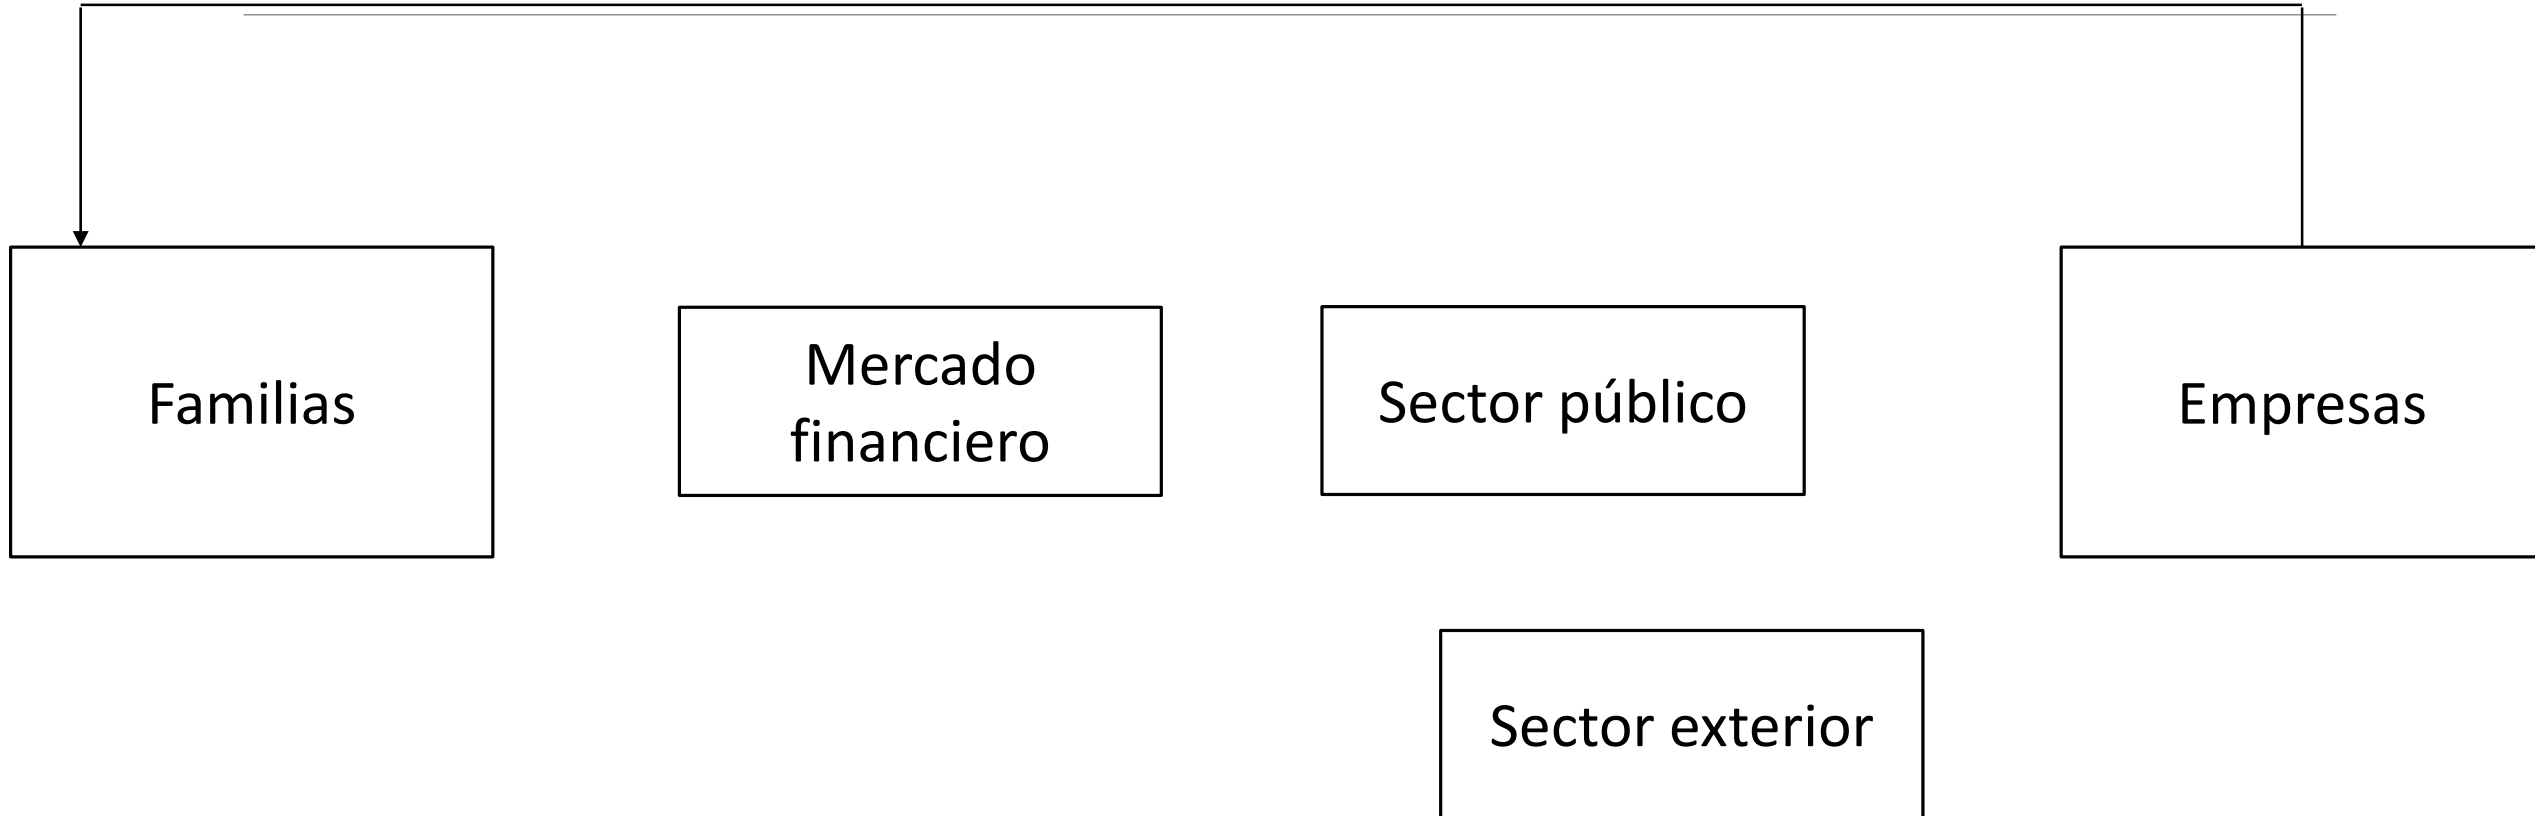 Familias
Mercado
financiero
Sector público
Empresas
Sector exterior